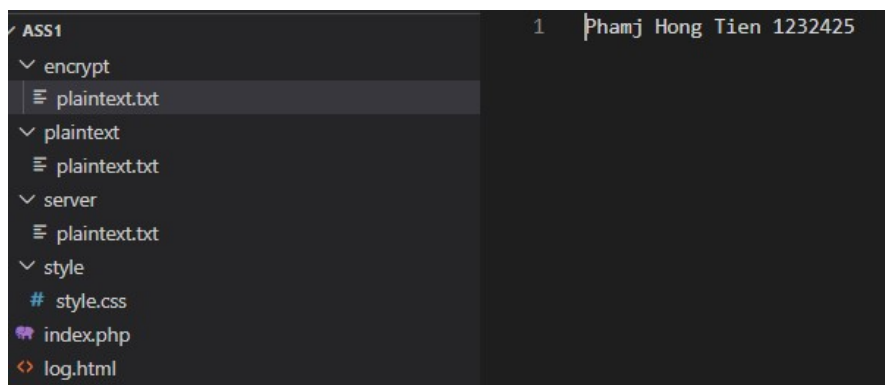 ASS1
encrypt
plaintext.txt
plaintext
plaintext.txt
server
plaintext.txt
style
# style.css
index.php
<> log.html
1 Phamj Hong Tien 1232425